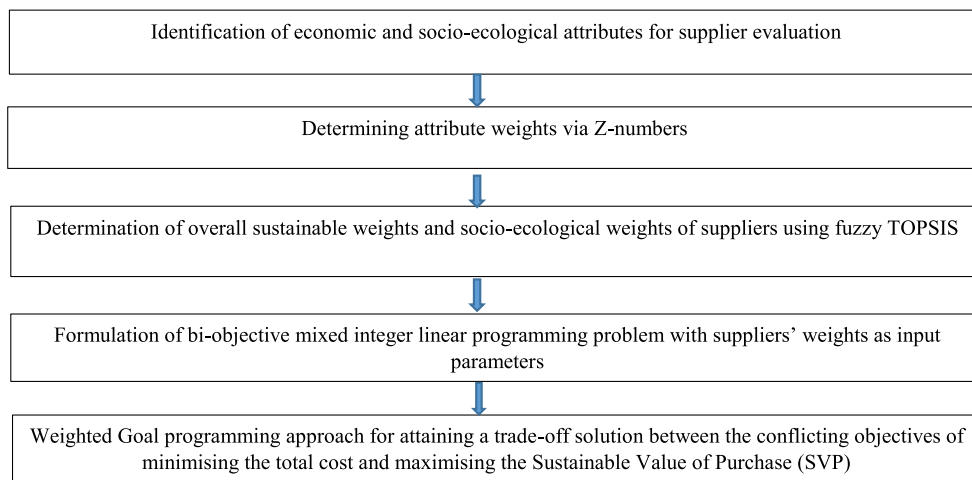 Identification of economic and socio-ecological attributes for supplier evaluation
Determining attribute weights via Z-numbers
Determination of overall sustainable weights and socio-ecological weights of suppliers using fuzzy TOPSIS
Formulation of bi-objective mixed integer linear programming problem with suppliers’ weights as input
parameters
Weighted Goal programming approach for attaining a trade-off solution between the conflicting objectives of
minimising the total cost and maximising the Sustainable Value of Purchase (SVP)